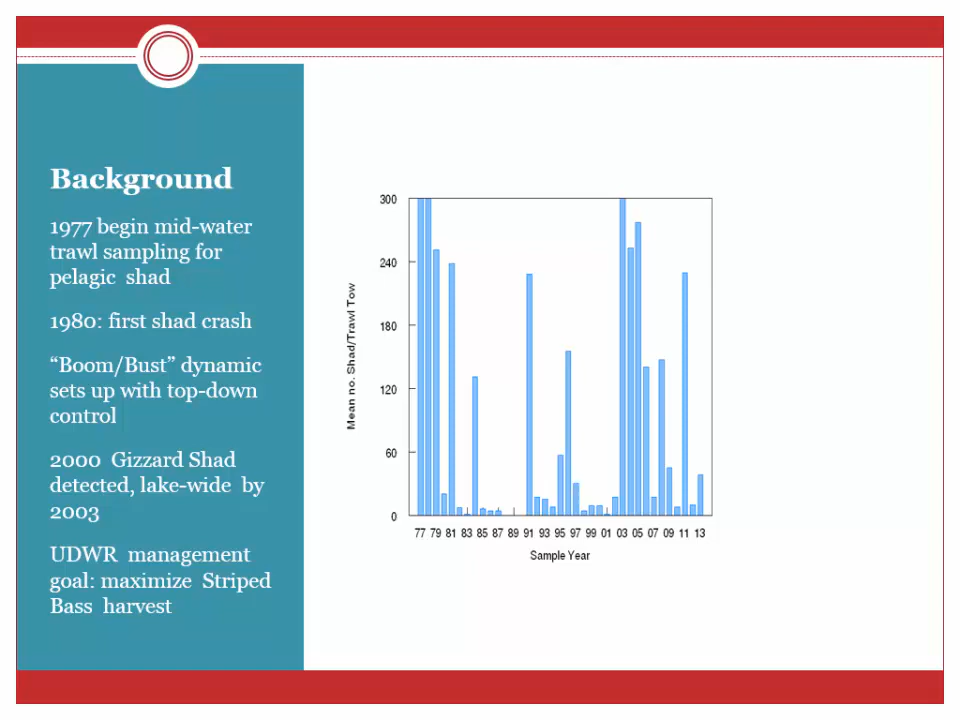 Background
1977 begin mid-water
trawl sampling for
pelagic shad
1980: first shad crash
“Boom/Bust” dynamic
sets up with top-down
control
2000 Gizzard Shad
detected, lake-wide by
2003
UDWR management
goal: maximize Striped
Bass harvest
300
240
180
120
60
0
Mean no. Shad/Trawl Tow
77 79 81 83 85 87 89 91 93 95 97 99 01 03 05 07 09 11 13
Sample Year